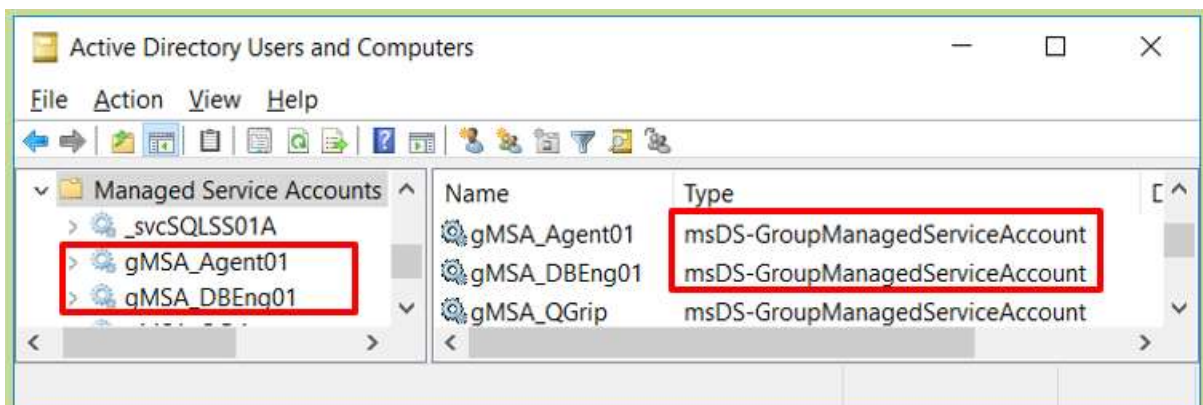 Active Directory Users and Computers
File Action View Help
Managed Service Accounts
_svcSQLSS01A
gMSA_Agent01
gMSA_DBEng01
Name Type D
gMSA_Agent01 msDS-GroupManagedServiceAccount
gMSA_DBEng01 msDS-GroupManagedServiceAccount
gMSA_QGrip msDS-GroupManagedServiceAccount